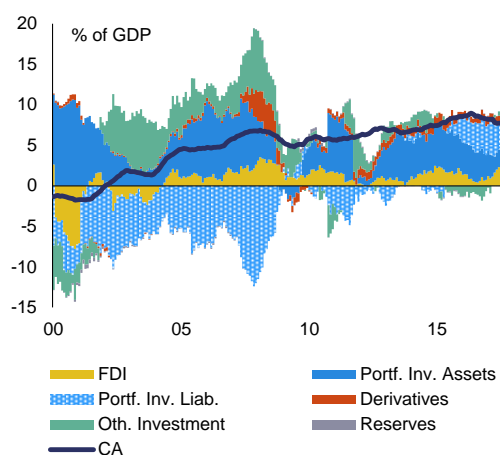 20
% of GDP
15
10
5
0
-5
-10
-15
00 05 10 15
FDI Portf. Inv. Assets
Portf. Inv. Liab. Derivatives
Oth. Investment Reserves
CA